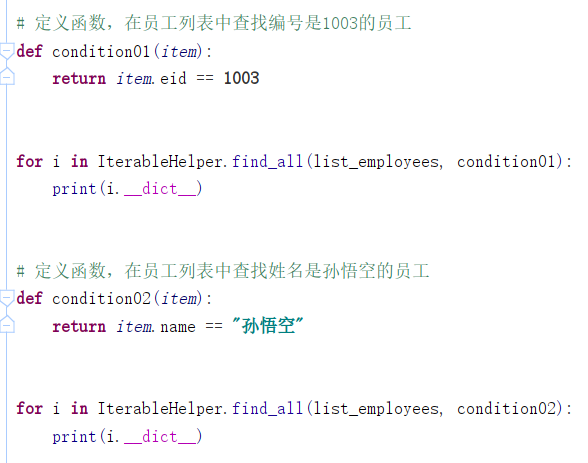 # 定义函数，在员工列表中查找编号是1003的员工
def condition01(item):
    return item.eid == 1003
for i in IterableHelper.find_all(list_employees, condition01):
    print(i.__dict__)
# 定义函数，在员工列表中查找姓名是孙悟空的员工
def condition02(item):
    return item.name == "孙悟空"
for i in IterableHelper.find_all(list_employees, condition02):
    print(i.__dict__)